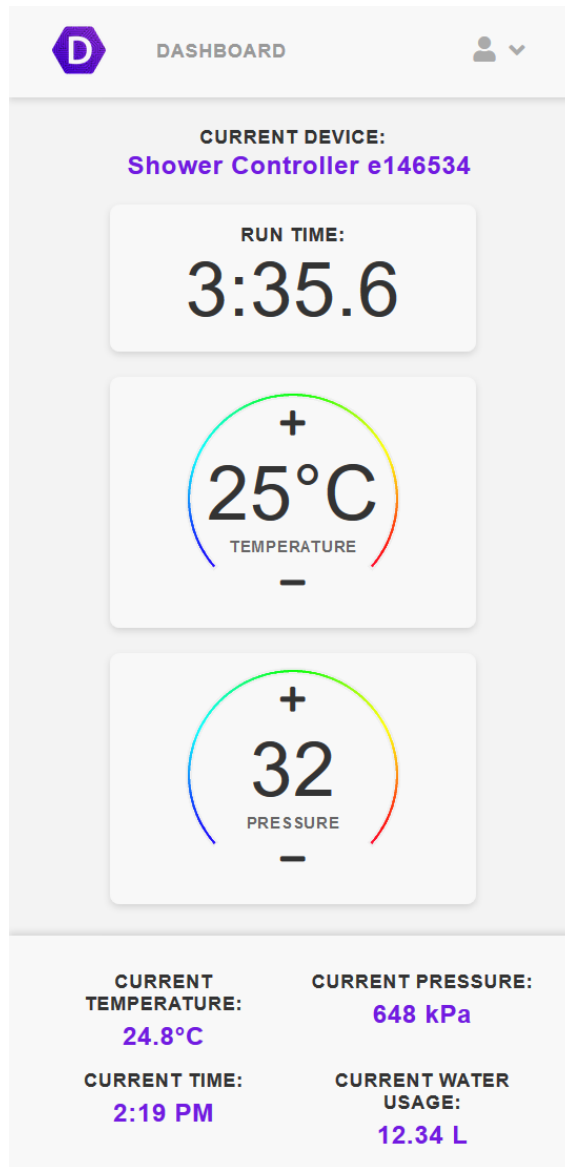 D
DASHBOARD
CURRENT DEVICE:
Shower Controller e146534
RUN TIME:
3:35.6
+
25°C
TEMPERATURE
−
+
32
PRESSURE
−
CURRENT
TEMPERATURE:
24.8°C
CURRENT PRESSURE:
648 kPa
CURRENT TIME:
2:19 PM
CURRENT WATER
USAGE:
12.34 L